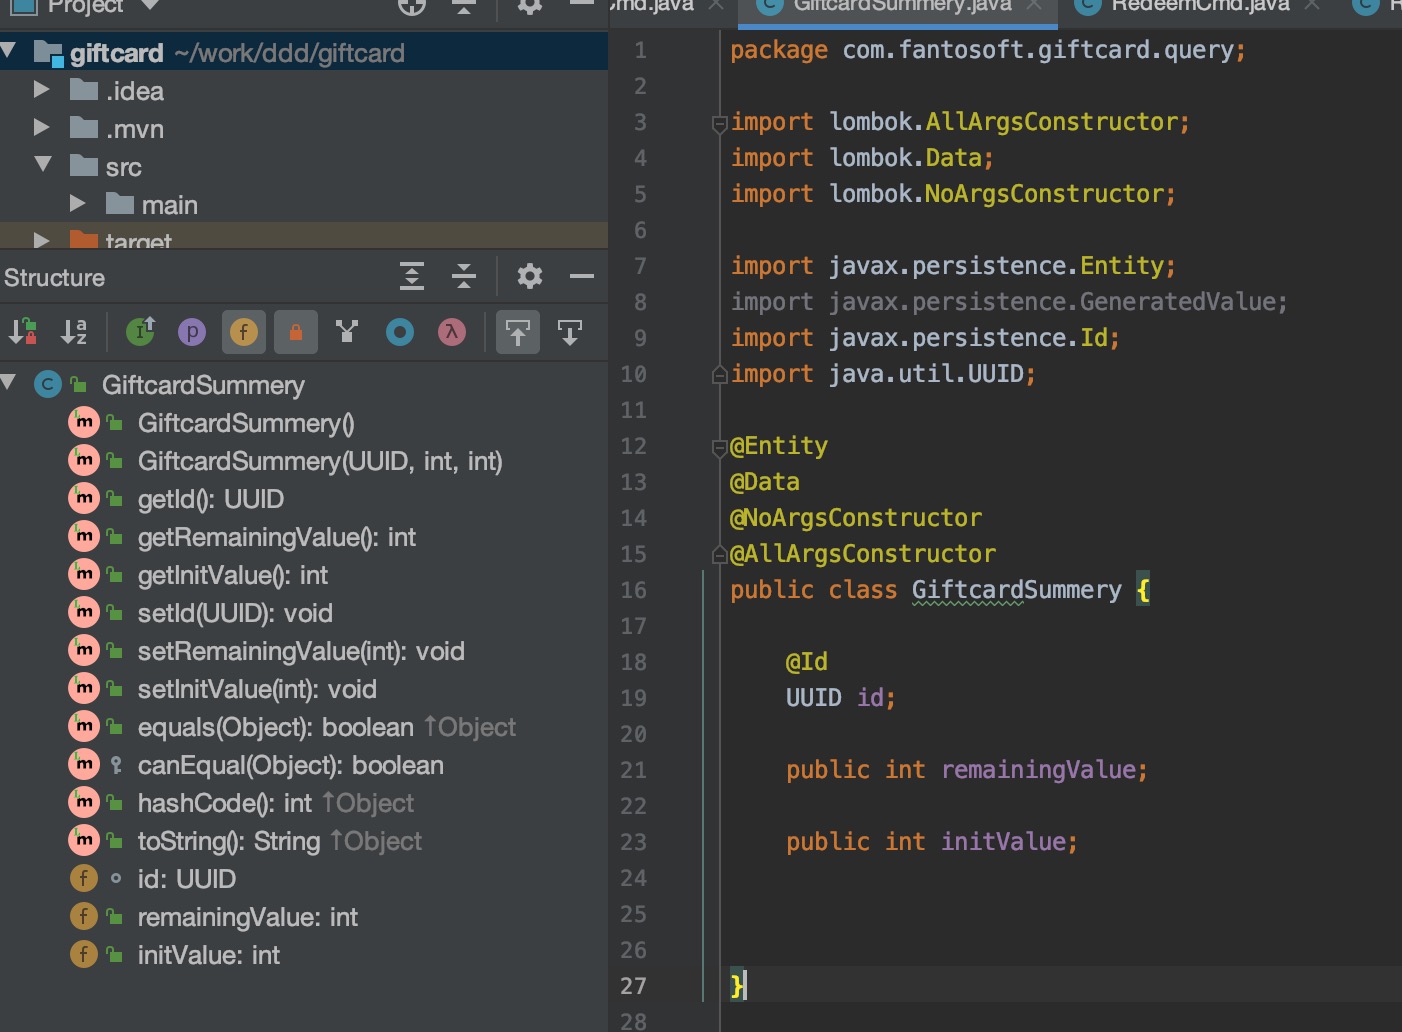 Project
giftcard ~/work/ddd/giftcard
.idea
.mvn
src
main
target
Structure
GiftcardSummery
GiftcardSummery()
GiftcardSummery(UUID, int, int)
getId(): UUID
getRemainingValue(): int
getInitValue(): int
setId(UUID): void
setRemainingValue(int): void
setInitValue(int): void
equals(Object): boolean ↑Object
canEqual(Object): boolean
hashCode(): int ↑Object
toString(): String ↑Object
id: UUID
remainingValue: int
initValue: int
md.java GiftcardSummery.java RedeemCmd.java
1 package com.fantosoft.giftcard.query;
2
3 import lombok.AllArgsConstructor;
4 import lombok.Data;
5 import lombok.NoArgsConstructor;
6
7 import javax.persistence.Entity;
8 import javax.persistence.GeneratedValue;
9 import javax.persistence.Id;
10 import java.util.UUID;
11
12 @Entity
13 @Data
14 @NoArgsConstructor
15 @AllArgsConstructor
16 public class GiftcardSummery {
17
18 @Id
19 UUID id;
20
21 public int remainingValue;
22
23 public int initValue;
24
25
26
27 }
28